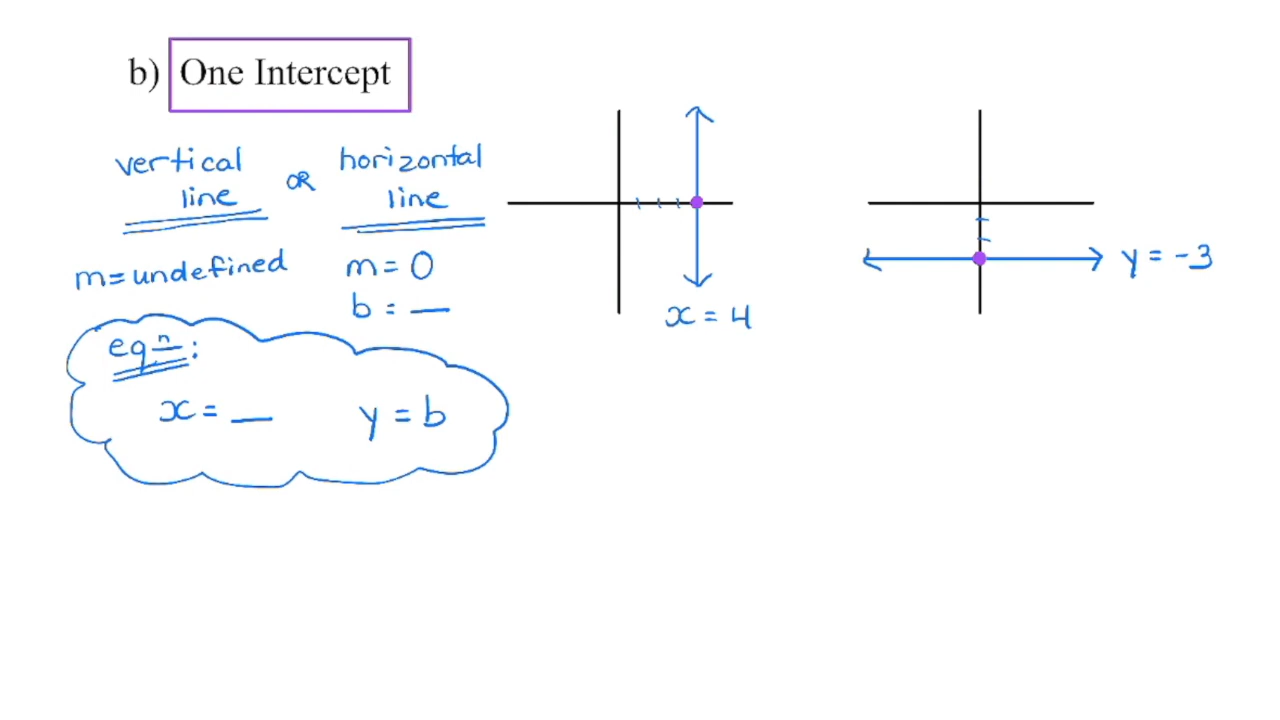 b) One Intercept
vertical line OR horizontal line
m = undefined
m = 0
b = __
eqn:
x = __
y = b
x = 4
y = -3